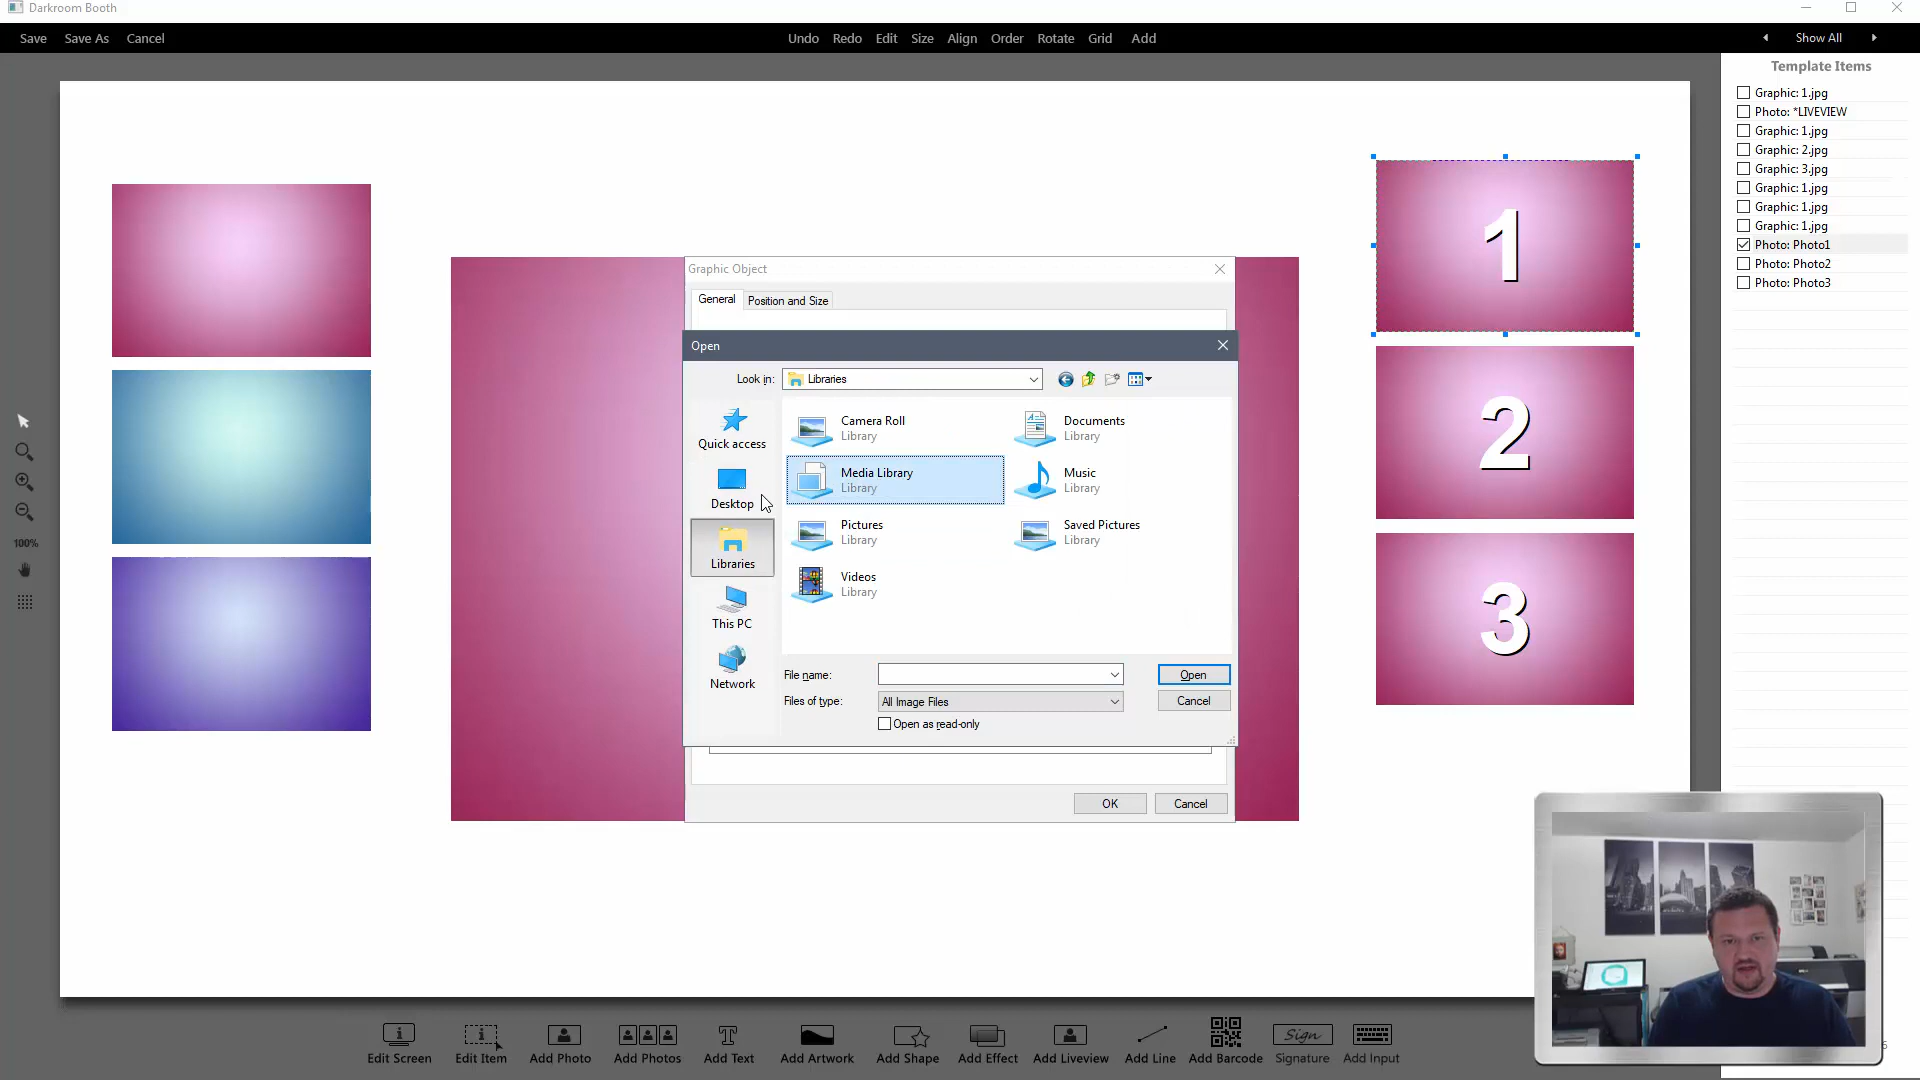 Darkroom Booth
Save Save As Cancel Undo Redo Edit Size Align Order Rotate Grid Add Show All
Template Items
Graphic: 1.jpg
Photo: *LIVEVIEW
Graphic: 1.jpg
Graphic: 2.jpg
Graphic: 3.jpg
Graphic: 1.jpg
Graphic: 1.jpg
Graphic: 1.jpg
Photo: Photo1
Photo: Photo2
Photo: Photo3
1
2
3
Graphic Object
General Position and Size
Open
Look in: Libraries
Quick access
Desktop
Libraries
This PC
Network
Camera Roll
Library
Documents
Library
Media Library
Library
Music
Library
Pictures
Library
Saved Pictures
Library
Videos
Library
File name: Open
Files of type: All Image Files Cancel
Open as read-only
OK Cancel
100%
Sign
Edit Screen Edit Item Add Photo Add Photos Add Text Add Artwork Add Shape Add Effect Add Liveview Add Line Add Barcode Signature Add Input